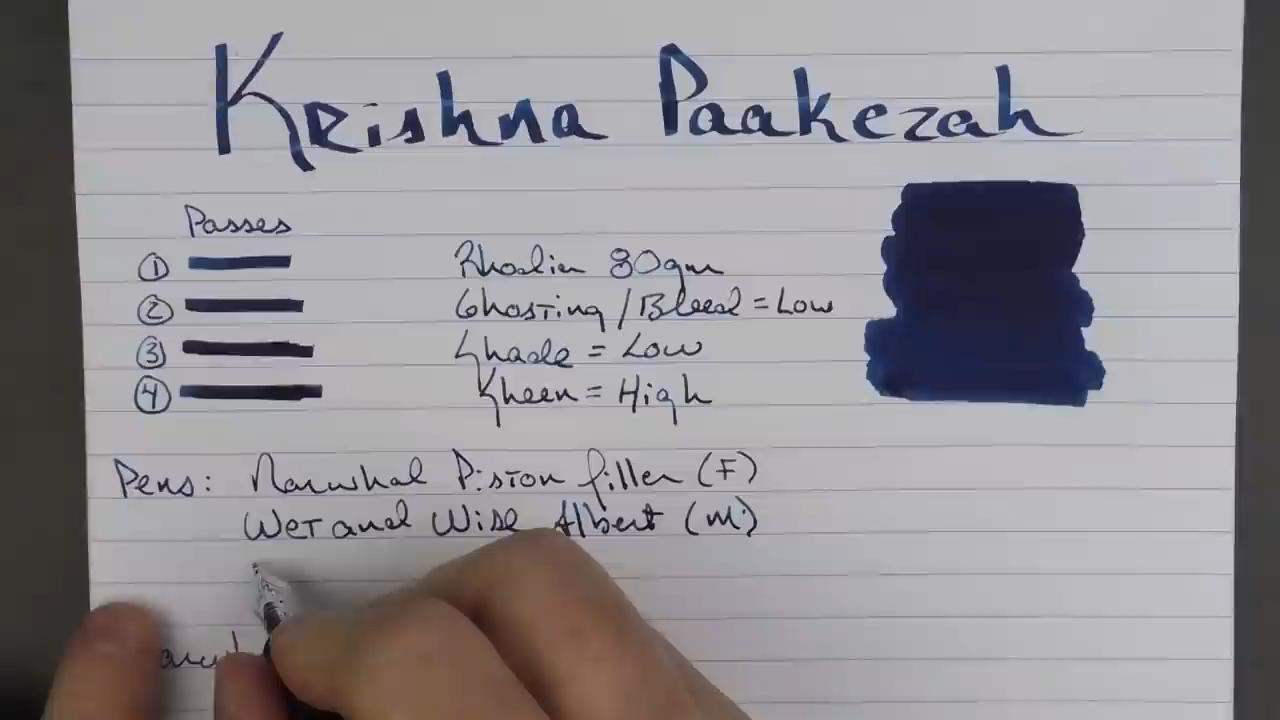 Krishna Paakezah
Passes
1
2
3
4
Rhodia 80gm
Ghosting/Bleed = Low
Shade = Low
Sheen = High
Pens: Narwhal Piston filler (F)
Wet and Wise Albert (M)